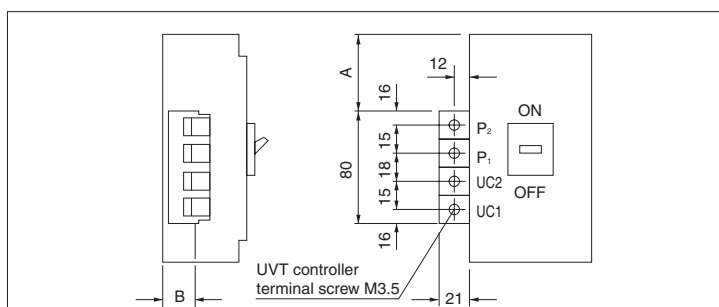 A
12
16
ON
P2
15
P1
80
18
UC2
OFF
15
UC1
16
UVT controller
terminal screw M3.5
B
21